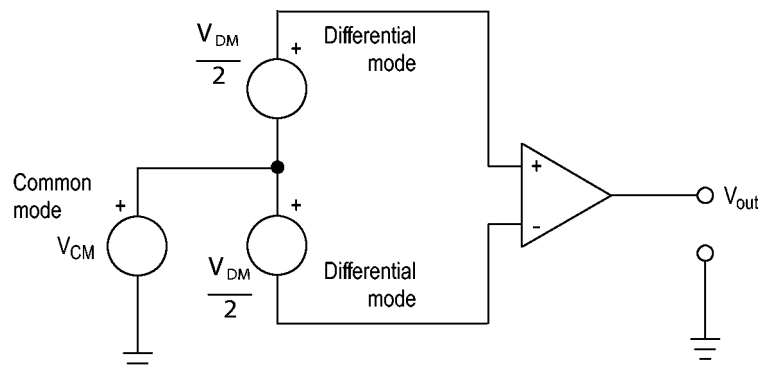 V_DM
2
+
Differential
mode
Common
mode
+
V_CM
+
V_DM
2
Differential
mode
+
-
V_out